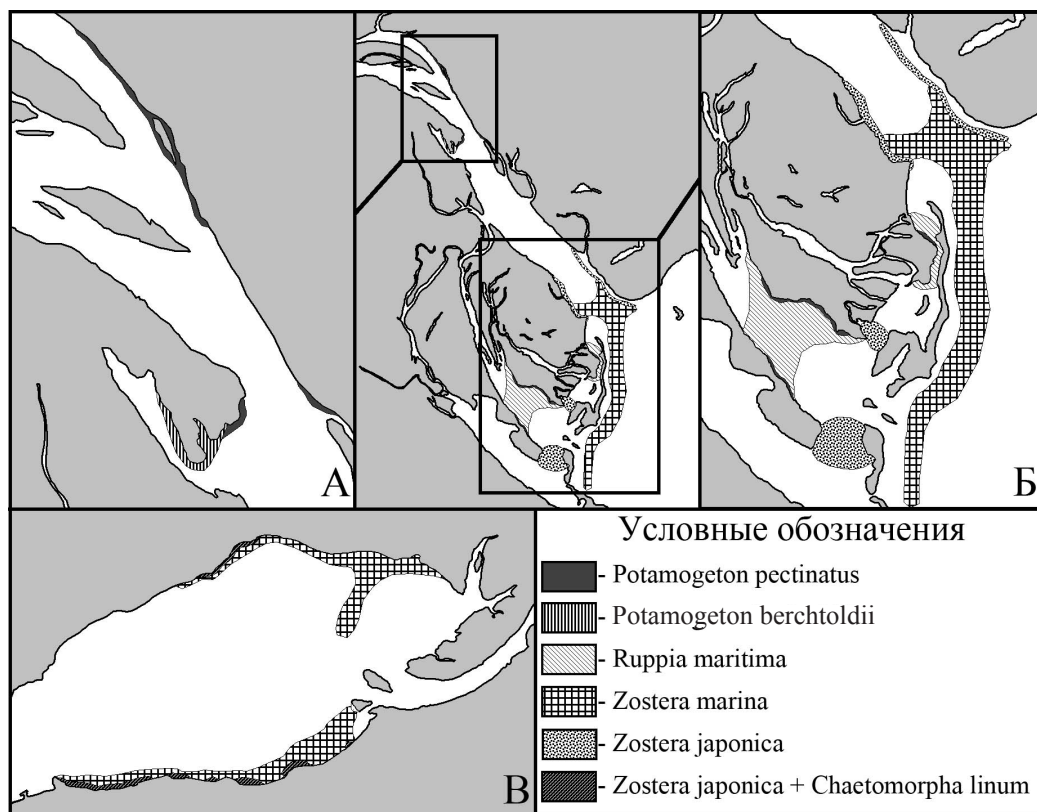 А
Б
В
Условные обозначения
- Potamogeton pectinatus
- Potamogeton berchtoldii
- Ruppia maritima
- Zostera marina
- Zostera japonica
- Zostera japonica + Chaetomorpha linum